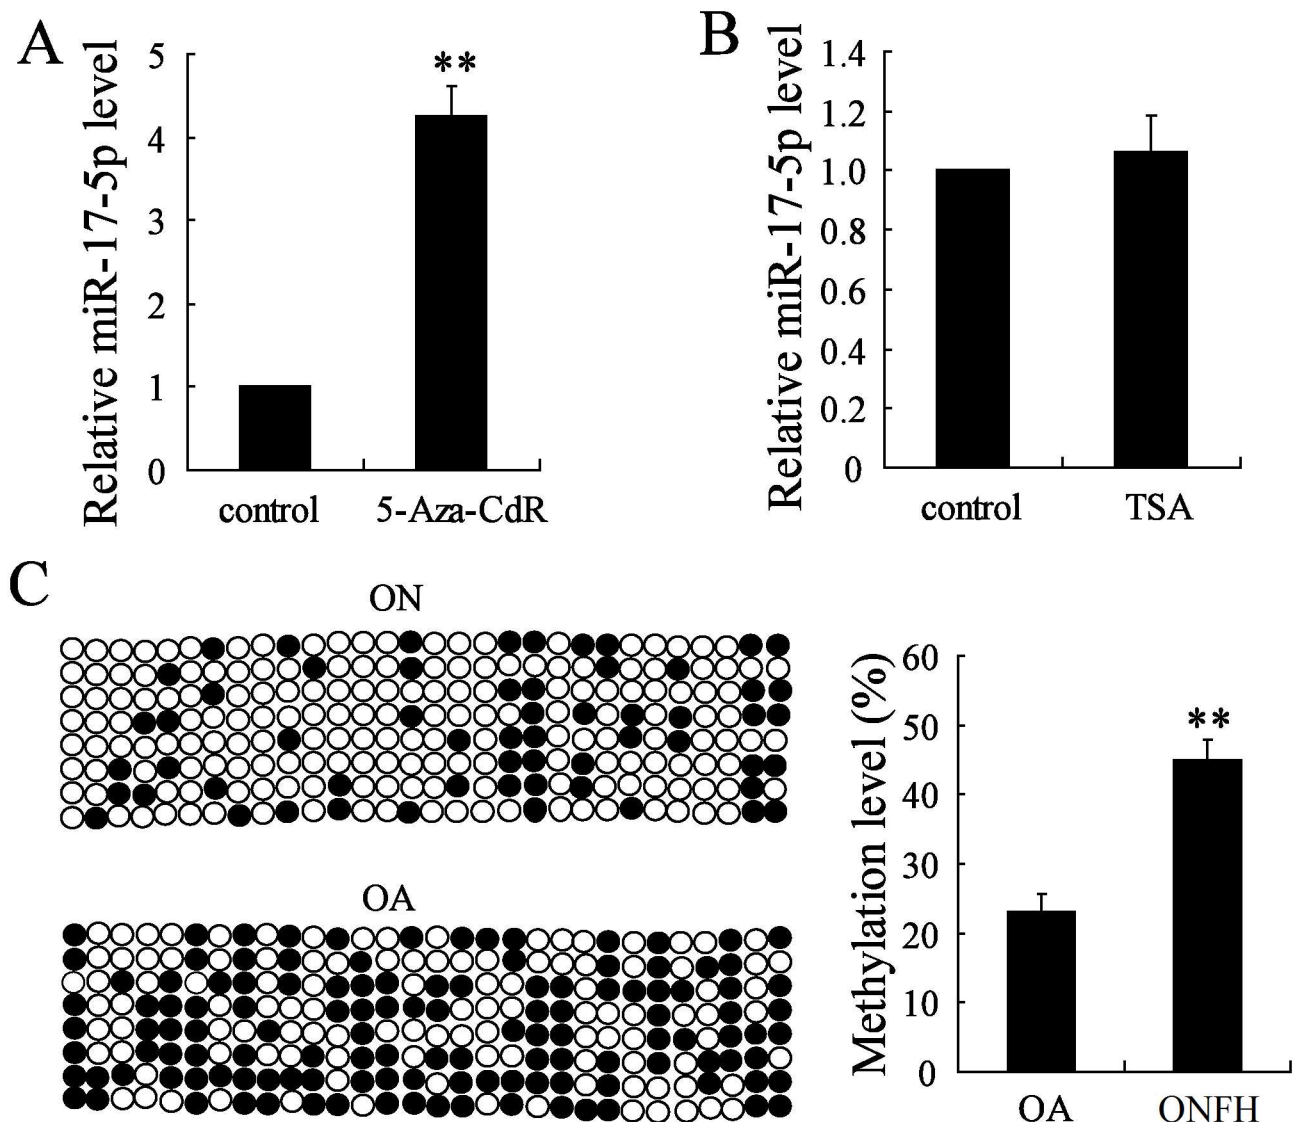 A
Relative miR-17-5p level
5
4
3
2
1
0
**
control
5-Aza-CdR
B
Relative miR-17-5p level
1.4
1.2
1.0
0.8
0.6
0.4
0.2
0
control
TSA
C
ON
OA
Methylation level (%)
60
50
40
30
20
10
0
**
OA
ONFH